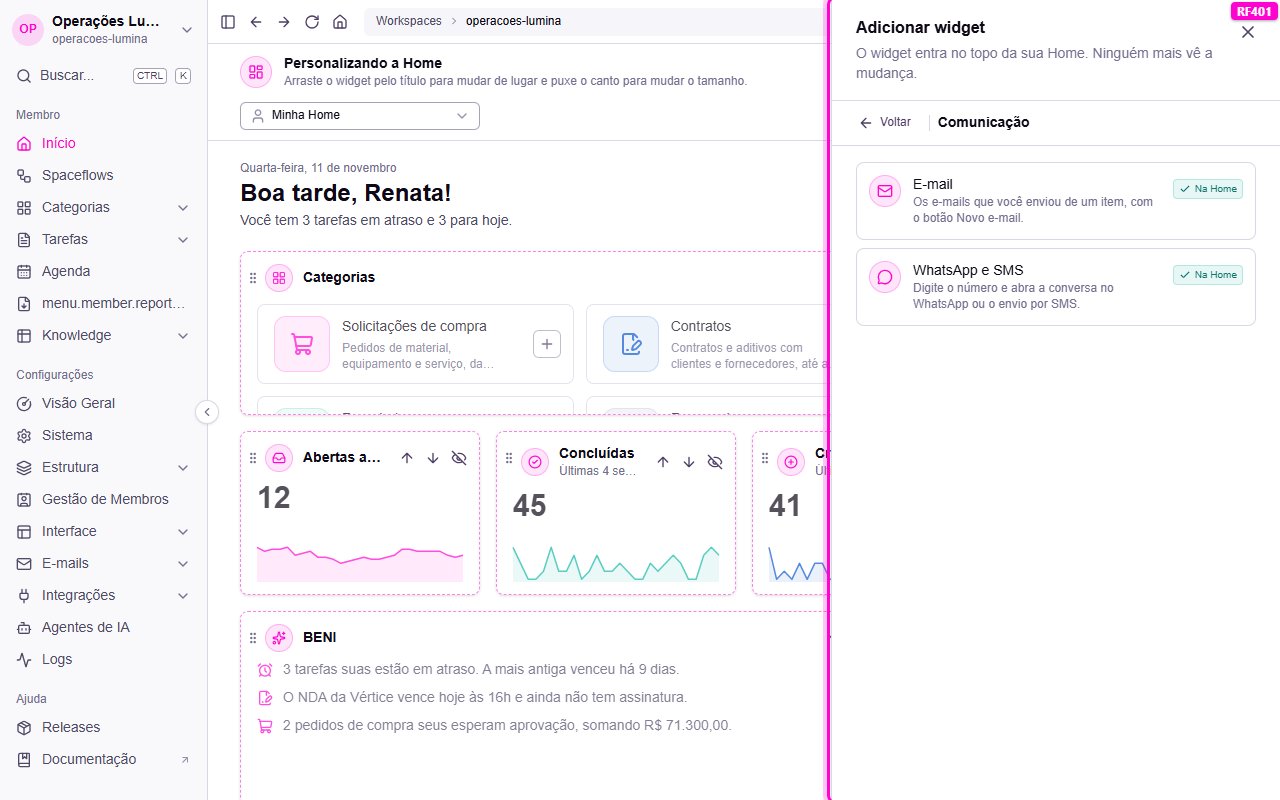 OP
Operações Lu...
operacoes-lumina
Buscar...
CTRL
K
Membro
Início
Spaceflows
Categorias
Tarefas
Agenda
menu.member.report...
Knowledge
Configurações
Visão Geral
Sistema
Estrutura
Gestão de Membros
Interface
E-mails
Integrações
Agentes de IA
Logs
Ajuda
Releases
Documentação
Workspaces
operacoes-lumina
Personalizando a Home
Arraste o widget pelo título para mudar de lugar e puxe o canto para mudar o tamanho.
Minha Home
Quarta-feira, 11 de novembro
Boa tarde, Renata!
Você tem 3 tarefas em atraso e 3 para hoje.
Categorias
Solicitações de compra
Pedidos de material,
equipamento e serviço, da...
Contratos
Contratos e aditivos com
clientes e fornecedores, até a
Abertas a...
12
Concluídas
Últimas 4 se...
45
41
BENI
3 tarefas suas estão em atraso. A mais antiga venceu há 9 dias.
O NDA da Vértice vence hoje às 16h e ainda não tem assinatura.
2 pedidos de compra seus esperam aprovação, somando R$ 71.300,00.
RF401
Adicionar widget
O widget entra no topo da sua Home. Ninguém mais vê a
mudança.
Voltar
Comunicação
E-mail
Os e-mails que você enviou de um item, com
o botão Novo e-mail.
Na Home
WhatsApp e SMS
Digite o número e abra a conversa no
WhatsApp ou o envio por SMS.
Na Home